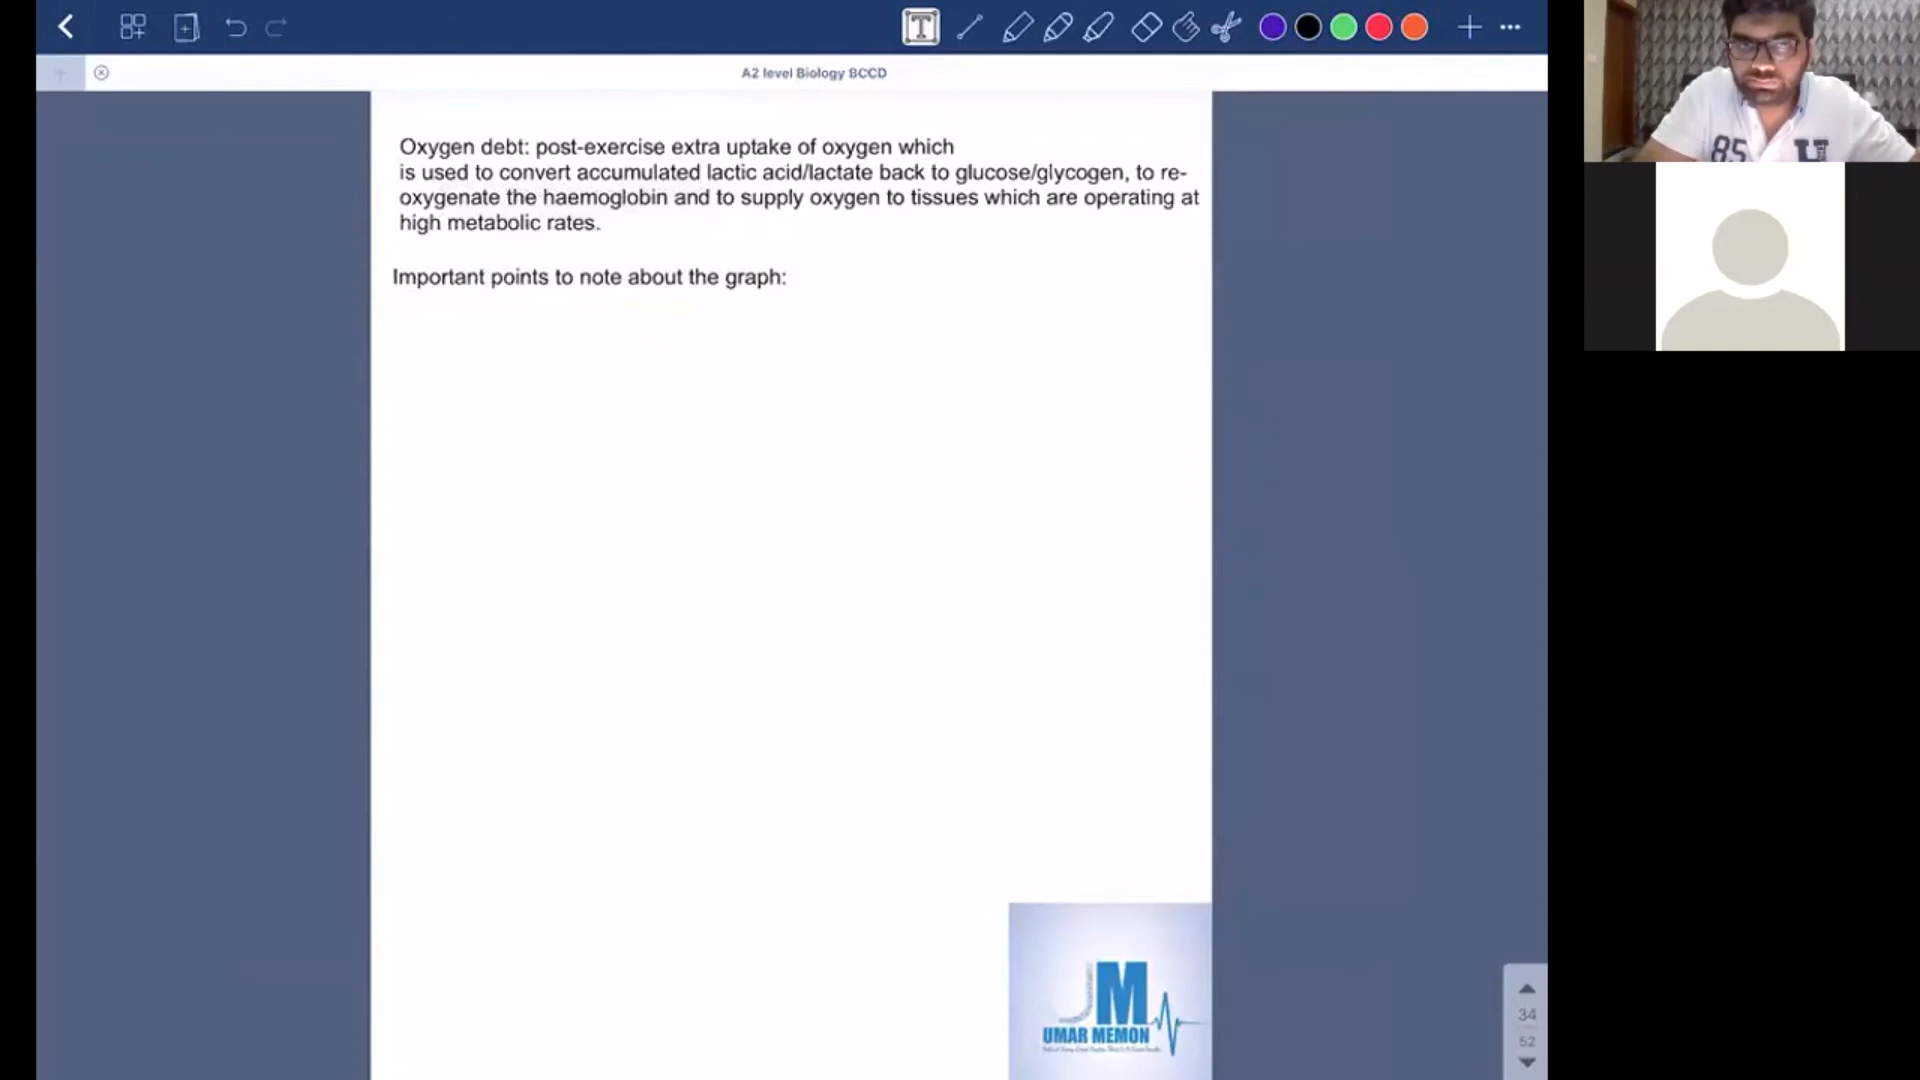 A2 level Biology BCCD
Oxygen debt: post-exercise extra uptake of oxygen which
is used to convert accumulated lactic acid/lactate back to glucose/glycogen, to re-
oxygenate the haemoglobin and to supply oxygen to tissues which are operating at
high metabolic rates.
Important points to note about the graph:
85
U
UM
UMAR MEMON
34
52